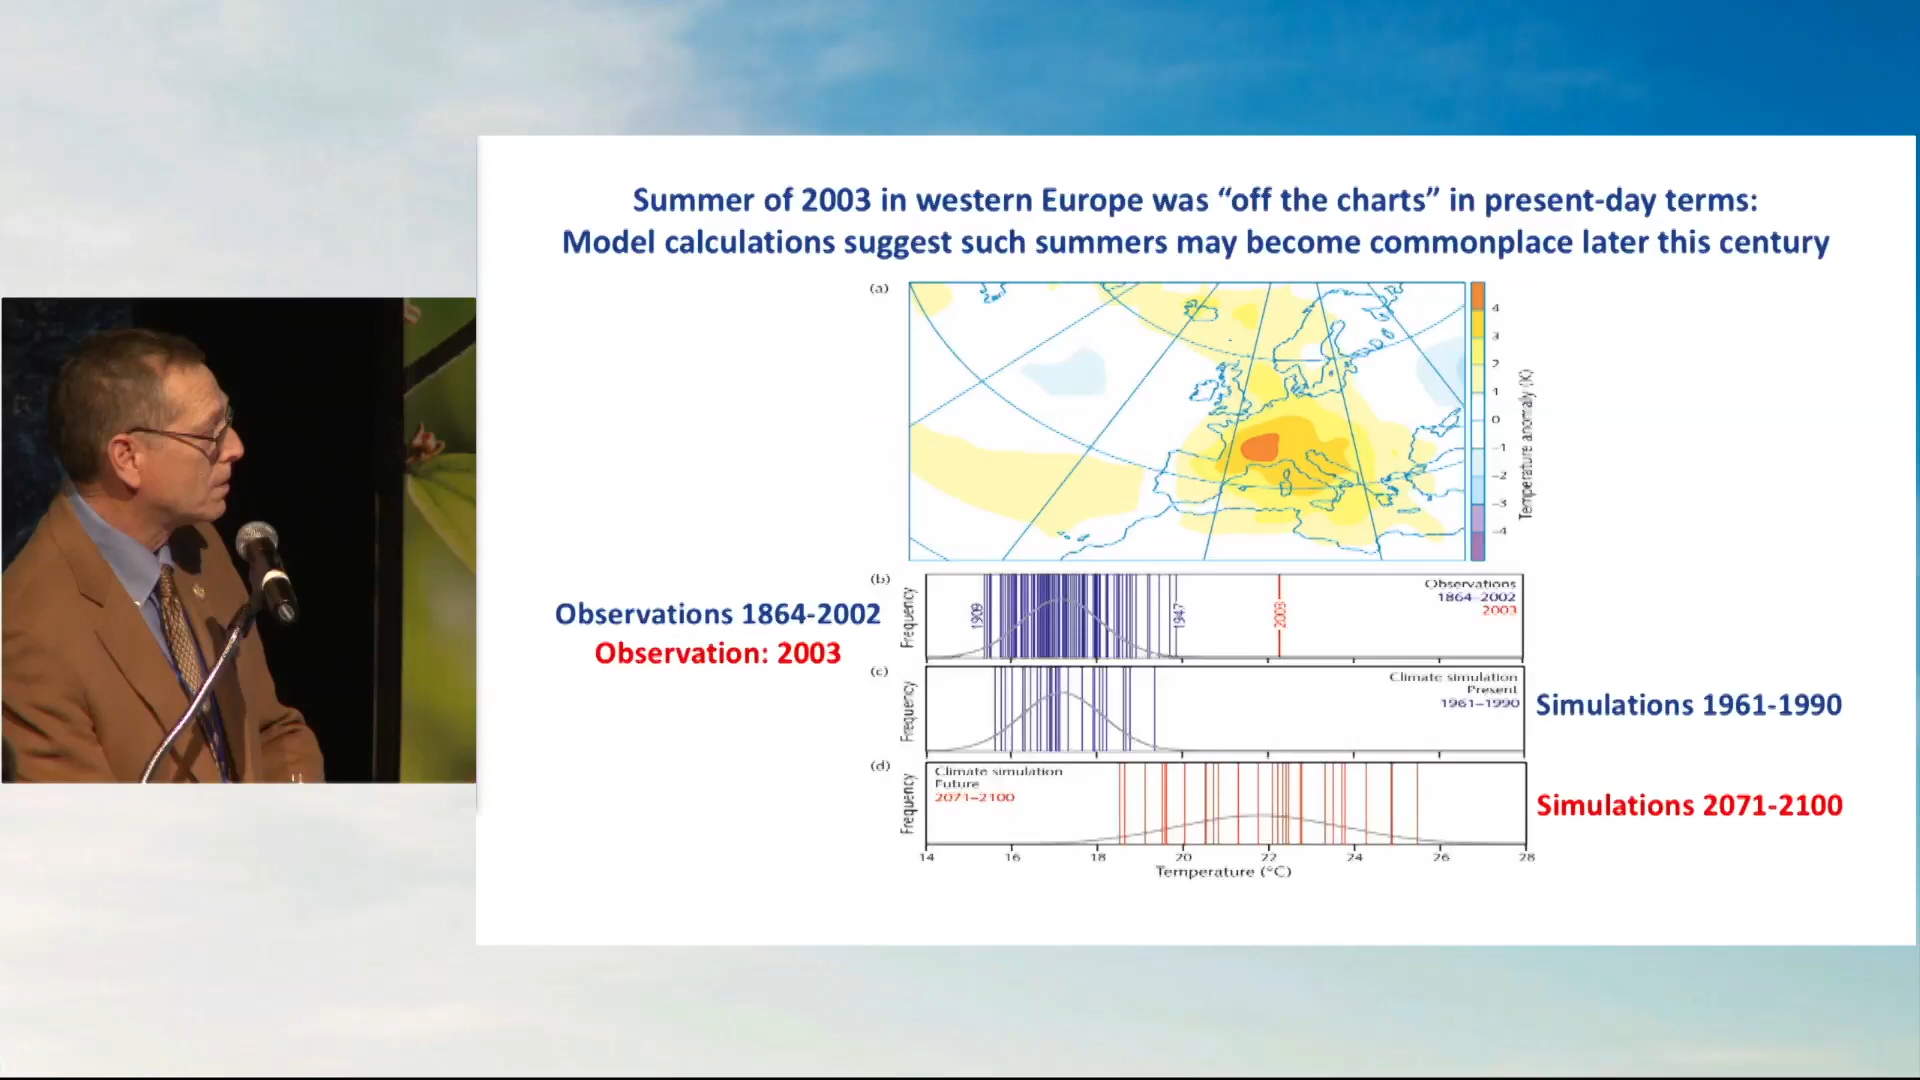 Summer of 2003 in western Europe was “off the charts” in present-day terms:
Model calculations suggest such summers may become commonplace later this century
(a)
4
3
2
1
0
−1
−2
−3
−4
Temperature anomaly (K)
Observations 1864-2002
Observation: 2003
(b)
Frequency
1909
1947
2003
Observations
1864–2002
2003
(c)
Frequency
Climate simulation
Present
1961–1990
Simulations 1961-1990
(d)
Frequency
Climate simulation
Future
2071–2100
Simulations 2071-2100
14 16 18 20 22 24 26 28
Temperature (°C)